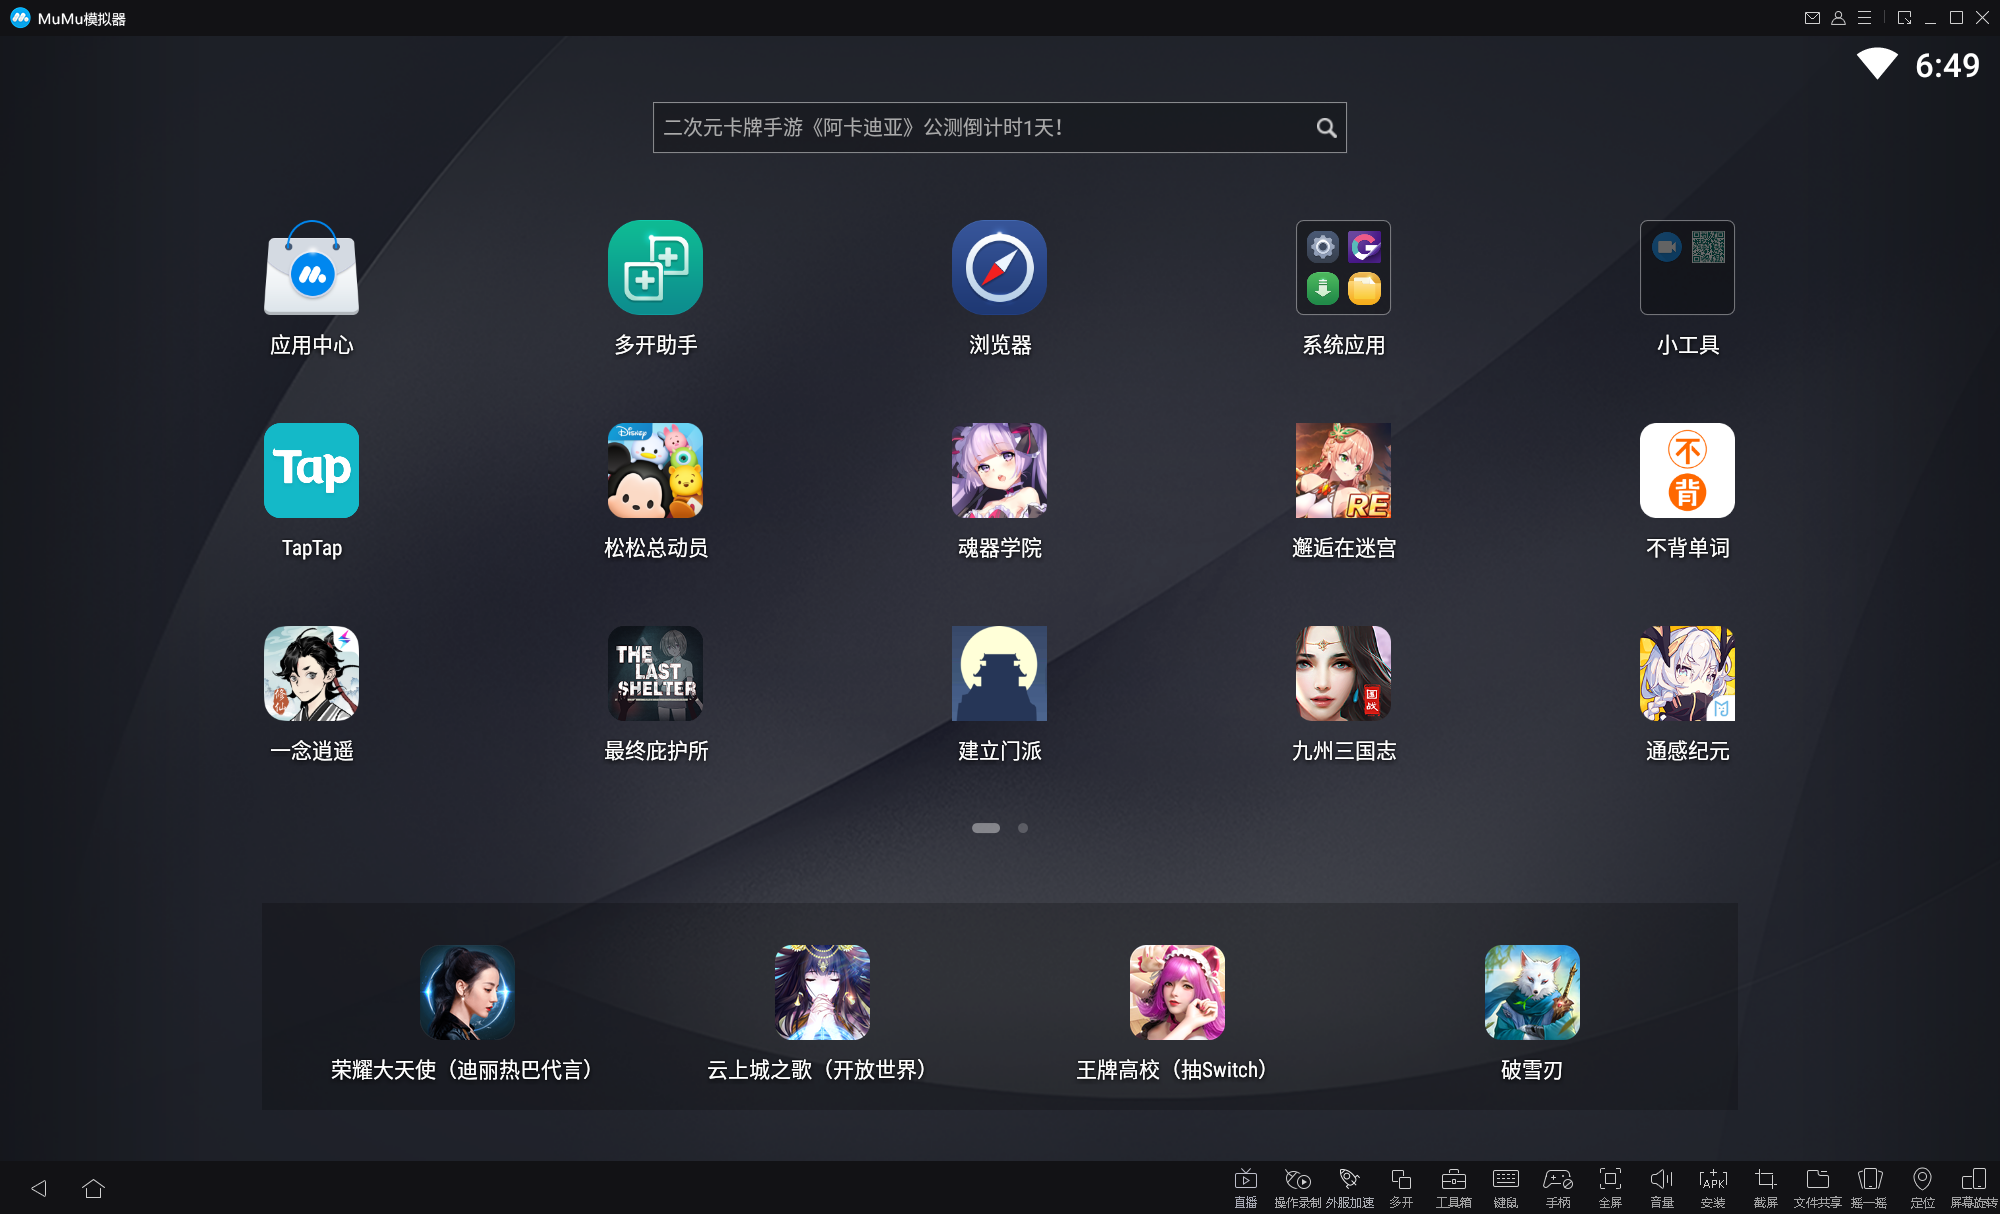 MuMu模拟器
6:49
二次元卡牌手游《阿卡迪亚》公测倒计时1天!
应用中心
多开助手
浏览器
系统应用
小工具
Tap
Disney
RE
不
背
TapTap
松松总动员
魂器学院
邂逅在迷宫
不背单词
修仙
THE
LAST
SHELTER
国战
一念逍遥
最终庇护所
建立门派
九州三国志
通感纪元
荣耀大天使（迪丽热巴代言）
云上城之歌（开放世界）
王牌高校（抽Switch）
破雪刃
APK
直播
操作录制
外服加速
多开
工具箱
键鼠
手柄
全屏
音量
安装
截屏
文件共享
摇一摇
定位
屏幕旋转